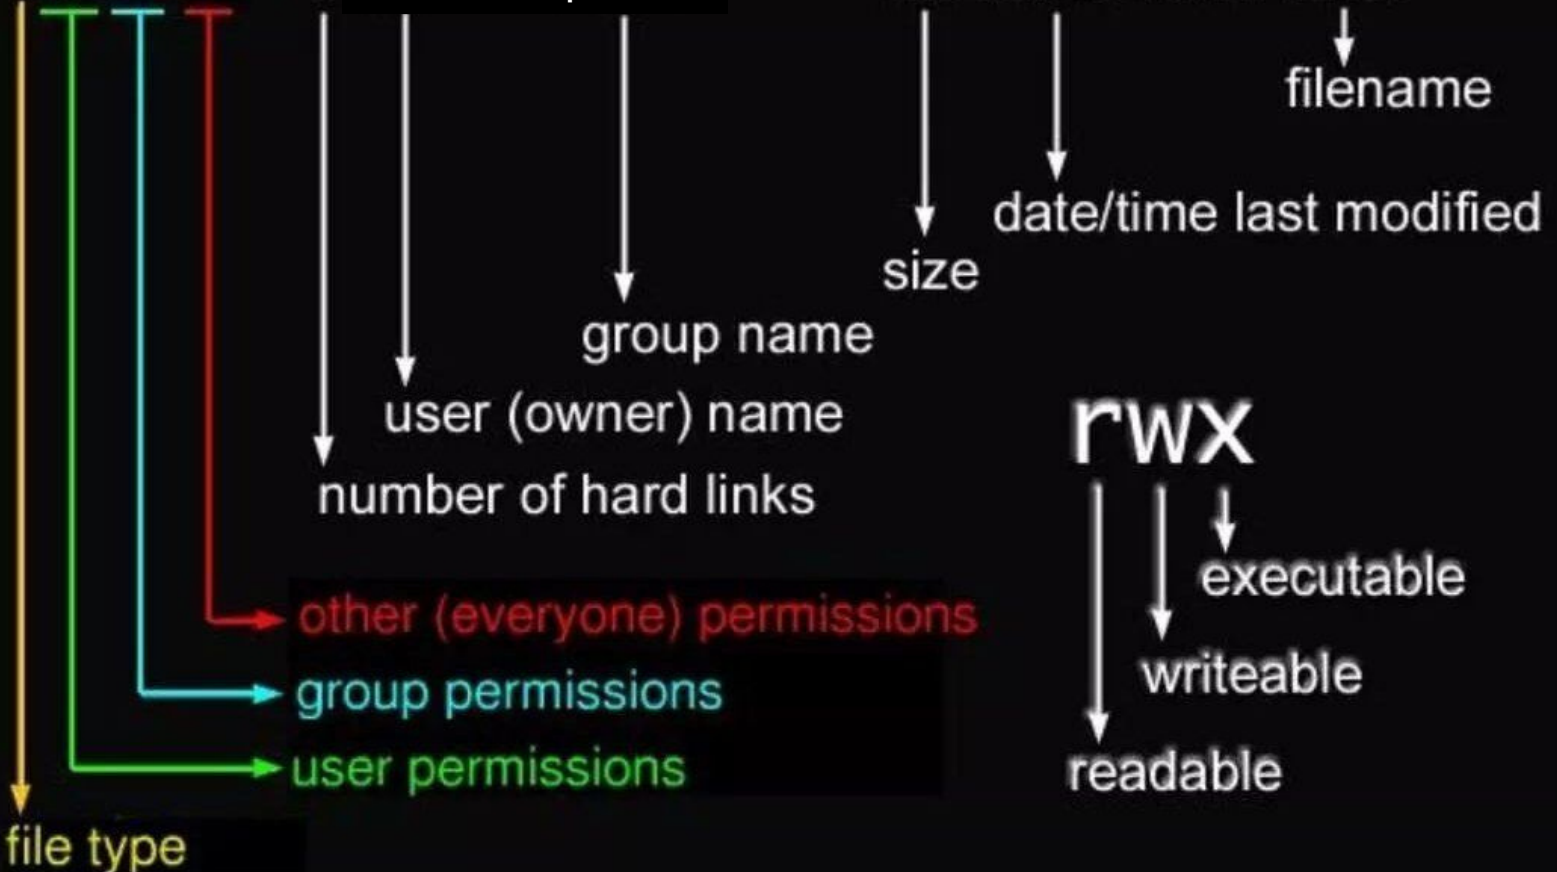 filename
date/time last modified
size
group name
user (owner) name
number of hard links
other (everyone) permissions
group permissions
user permissions
file type
rwx
executable
writeable
readable